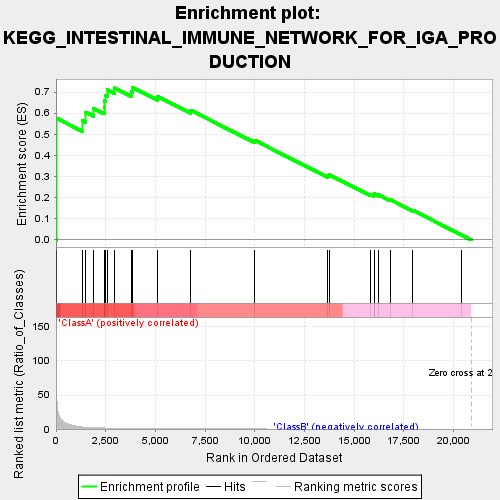 Enrichment plot:
KEGG_INTESTINAL_IMMUNE_NETWORK_FOR_IGA_PRO
DUCTION
Enrichment score (ES)
0.7
0.6
0.5
0.4
0.3
0.2
0.1
0.0
'ClassA' (positively correlated)
Ranked list metric (Ratio_of_Classes)
150
100
50
0
Zero cross at 2
'ClassB' (negatively correlated)
0 2,500 5,000 7,500 10,000 12,500 15,000 17,500 20,000
Rank in Ordered Dataset
Enrichment profile Hits Ranking metric scores